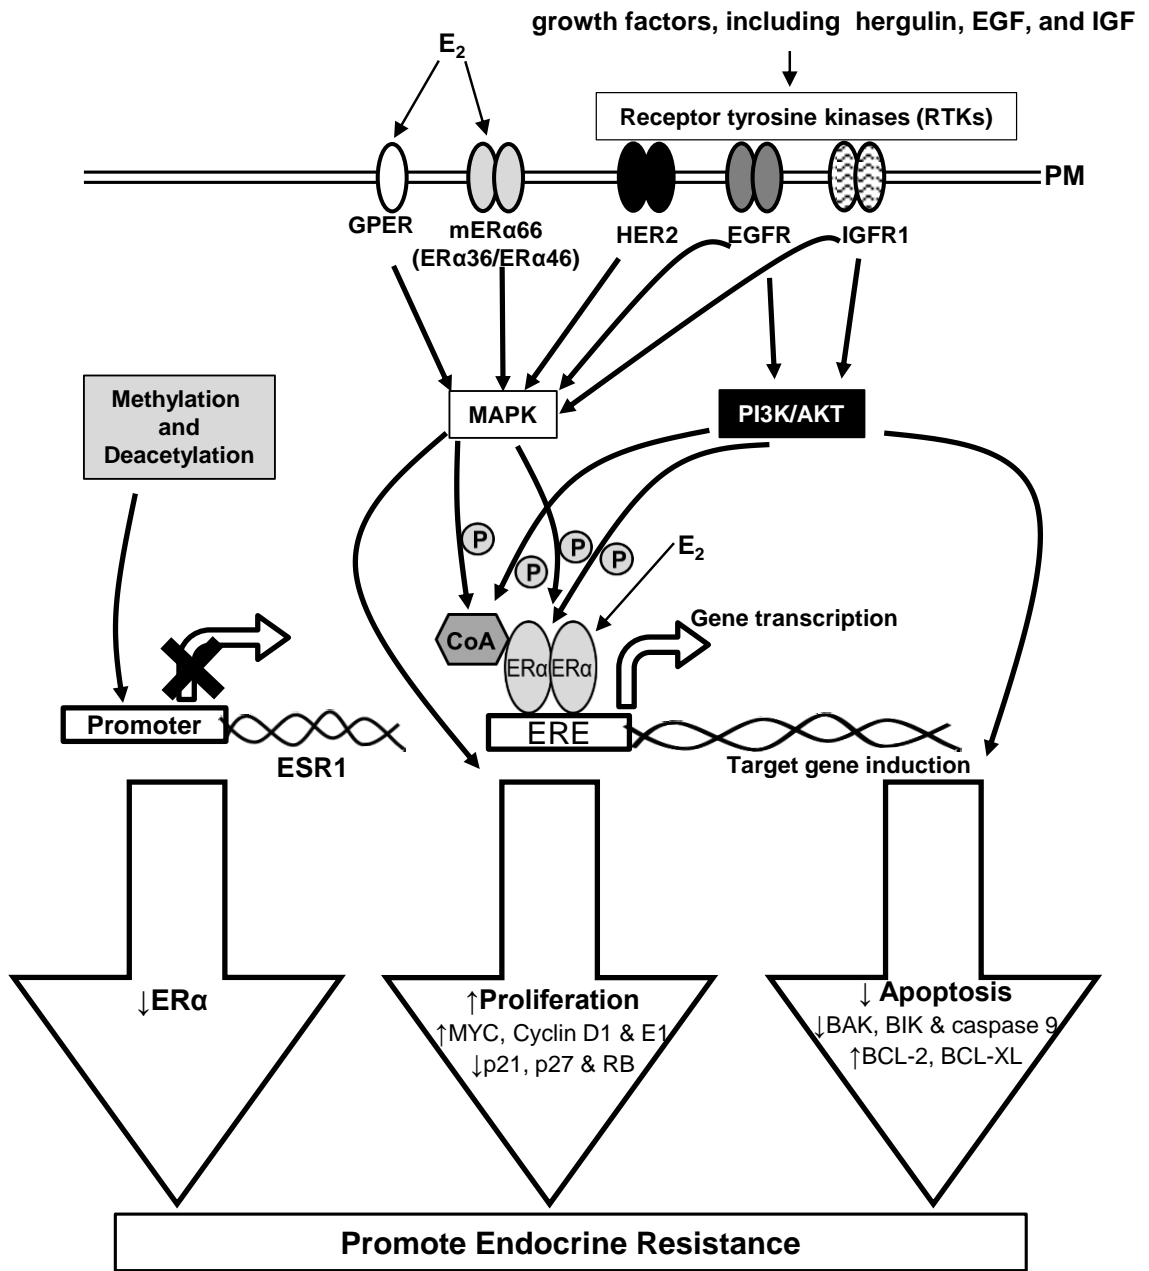 growth factors, including hergulin, EGF, and IGF
E2
Receptor tyrosine kinases (RTKs)
PM
GPER
mERα66
(ERα36/ERα46)
HER2
EGFR
IGFR1
Methylation
and
Deacetylation
MAPK
PI3K/AKT
P
P
P
P
E2
Gene transcription
CoA
ERα
ERα
Promoter
ERE
ESR1
Target gene induction
↓ERα
↑Proliferation
↑MYC, Cyclin D1 & E1
↓p21, p27 & RB
↓ Apoptosis
↓BAK, BIK & caspase 9
↑BCL-2, BCL-XL
Promote Endocrine Resistance